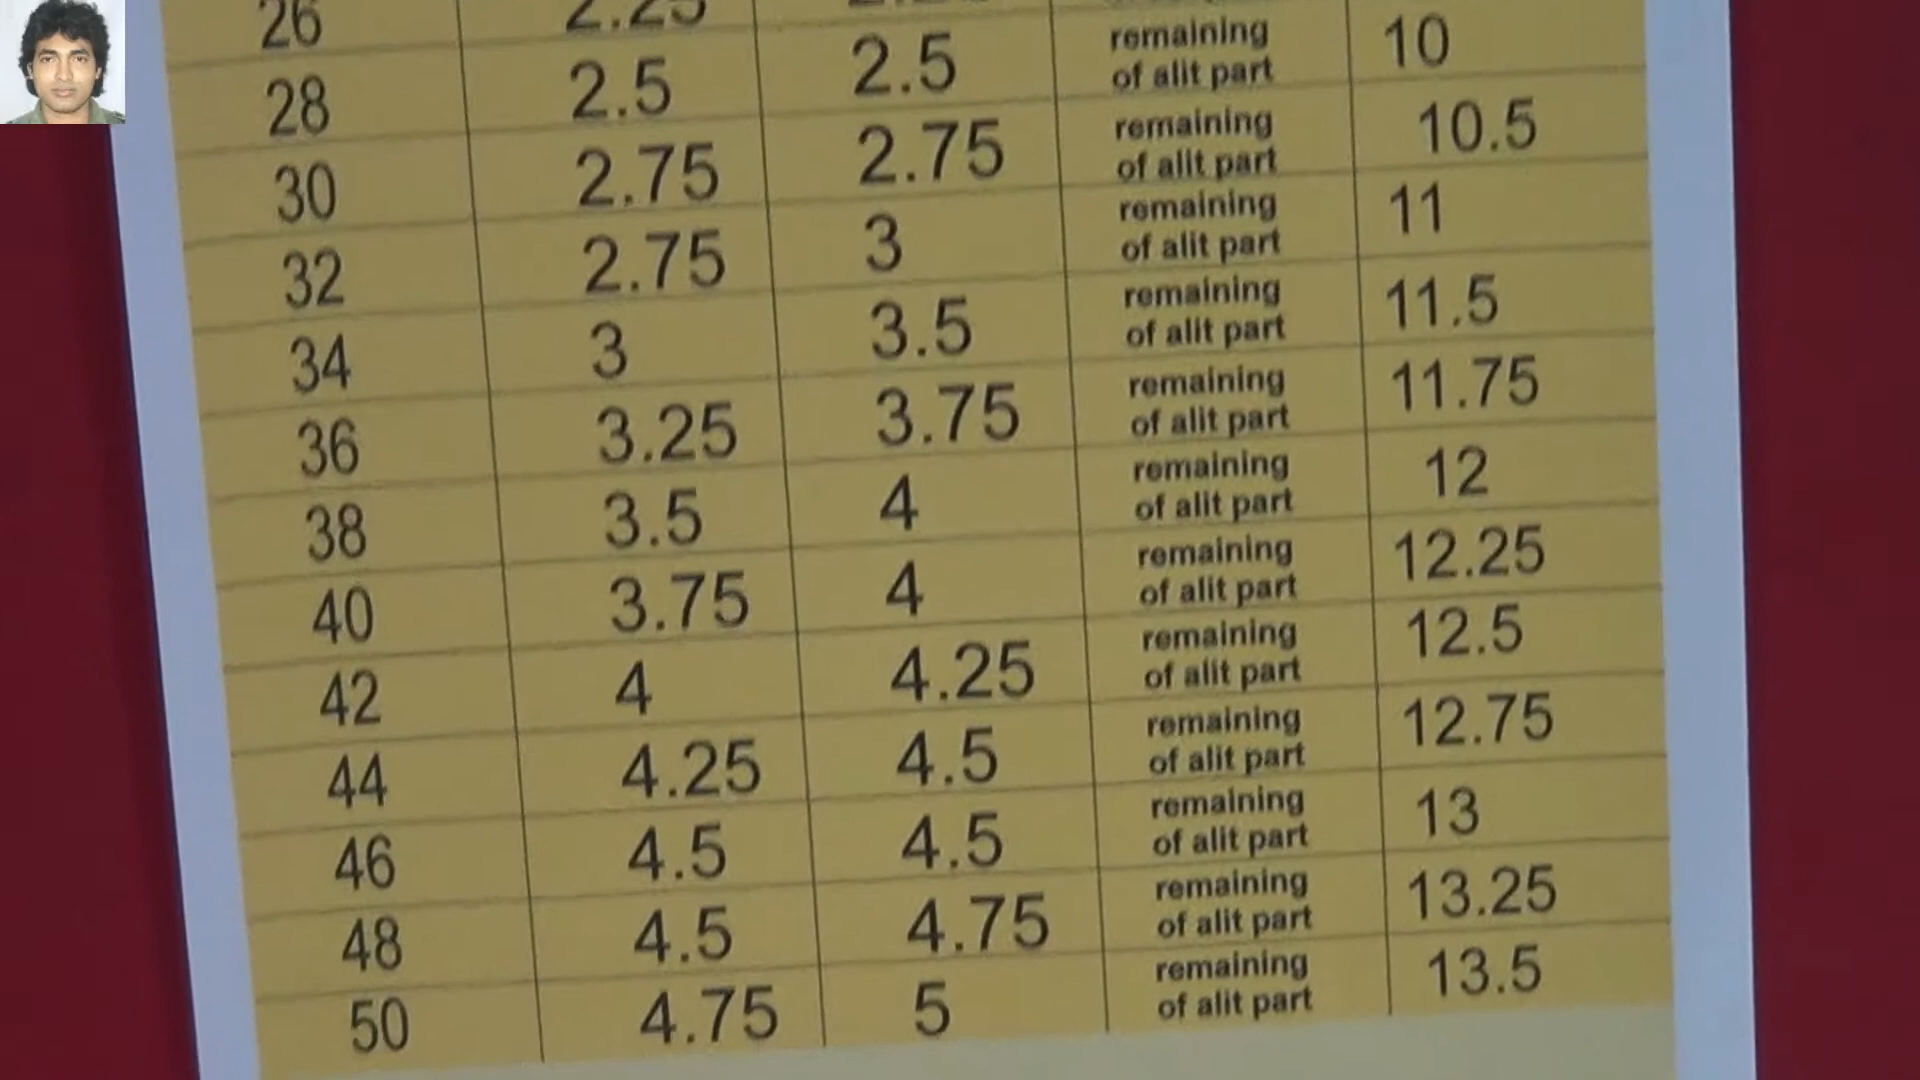 26 2.25
28 2.5 2.5 remaining of alit part 10
30 2.75 2.75 remaining of alit part 10.5
32 2.75 3 remaining of alit part 11
34 3 3.5 remaining of alit part 11.5
36 3.25 3.75 remaining of alit part 11.75
38 3.5 4 remaining of alit part 12
40 3.75 4 remaining of alit part 12.25
42 4 4.25 remaining of alit part 12.5
44 4.25 4.5 remaining of alit part 12.75
46 4.5 4.5 remaining of alit part 13
48 4.5 4.75 remaining of alit part 13.25
50 4.75 5 remaining of alit part 13.5